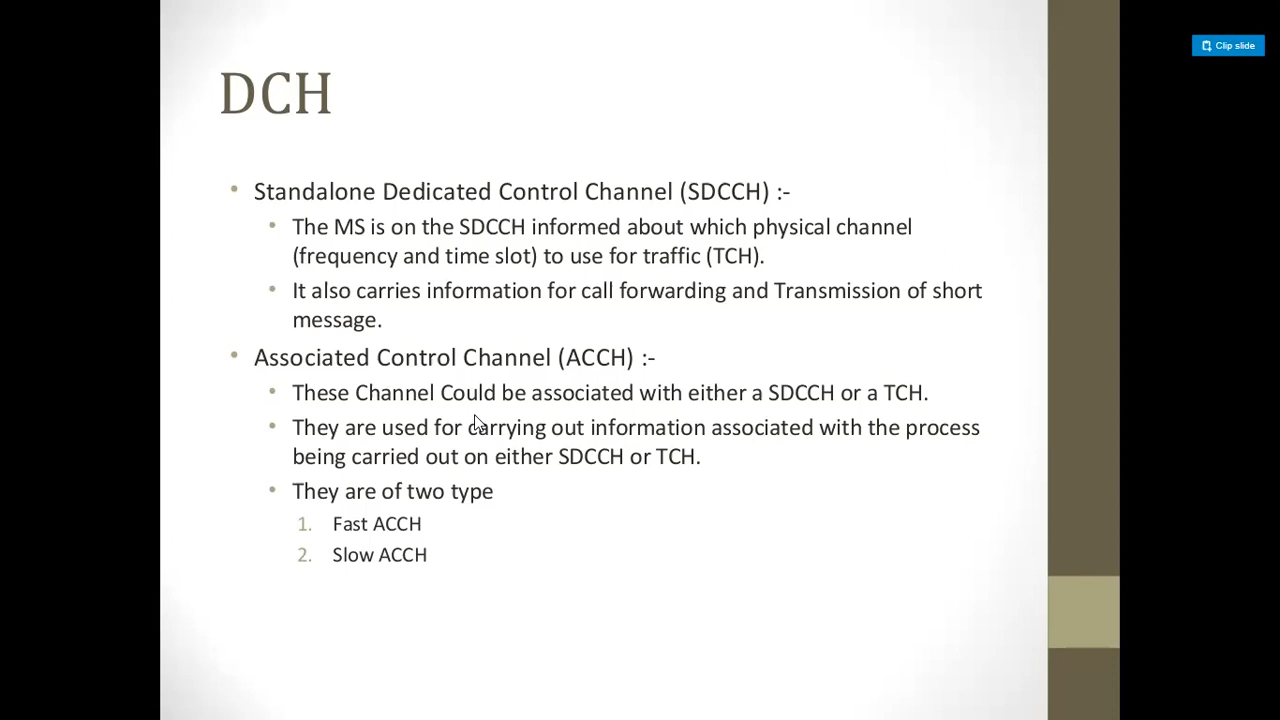 Clip slide
DCH
• Standalone Dedicated Control Channel (SDCCH) :-
• The MS is on the SDCCH informed about which physical channel
(frequency and time slot) to use for traffic (TCH).
• It also carries information for call forwarding and Transmission of short
message.
• Associated Control Channel (ACCH) :-
• These Channel Could be associated with either a SDCCH or a TCH.
• They are used for carrying out information associated with the process
being carried out on either SDCCH or TCH.
• They are of two type
1. Fast ACCH
2. Slow ACCH